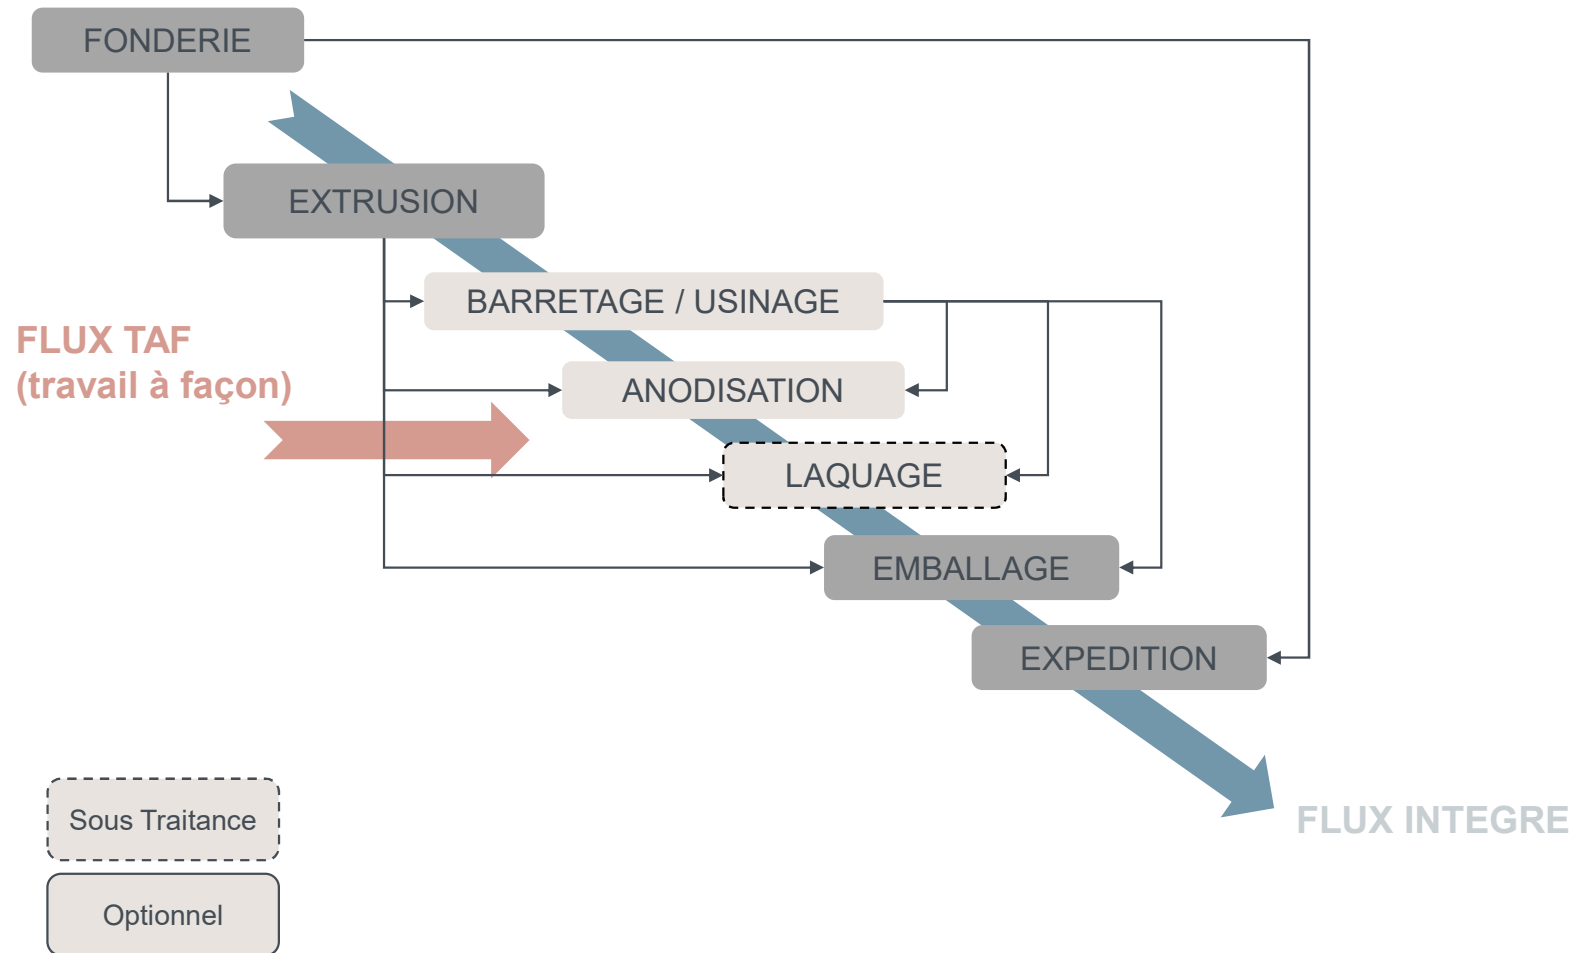 FONDERIE
EXTRUSION
BARRETAGE / USINAGE
FLUX TAF
(travail à façon)
ANODISATION
LAQUAGE
EMBALLAGE
EXPEDITION
Sous Traitance
FLUX INTEGRE
Optionnel